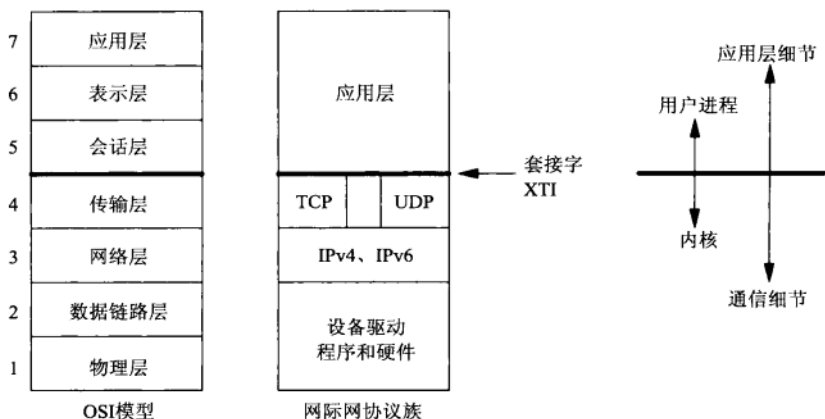 7
应用层
6
表示层
5
会话层
4
传输层
3
网络层
2
数据链路层
1
物理层
OSI模型
应用层
TCP
UDP
IPv4、IPv6
设备驱动
程序和硬件
网际网协议族
套接字
XTI
应用层细节
用户进程
内核
通信细节